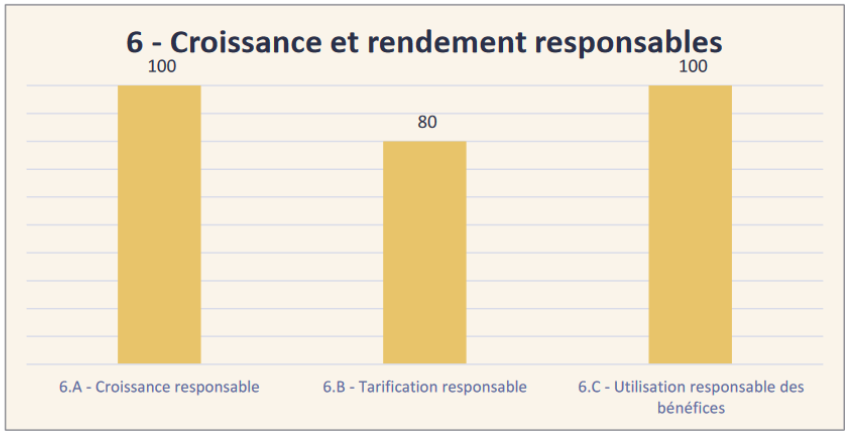 6 - Croissance et rendement responsables
100
80
100
6.A - Croissance responsable
6.B - Tarification responsable
6.C - Utilisation responsable des
bénéfices